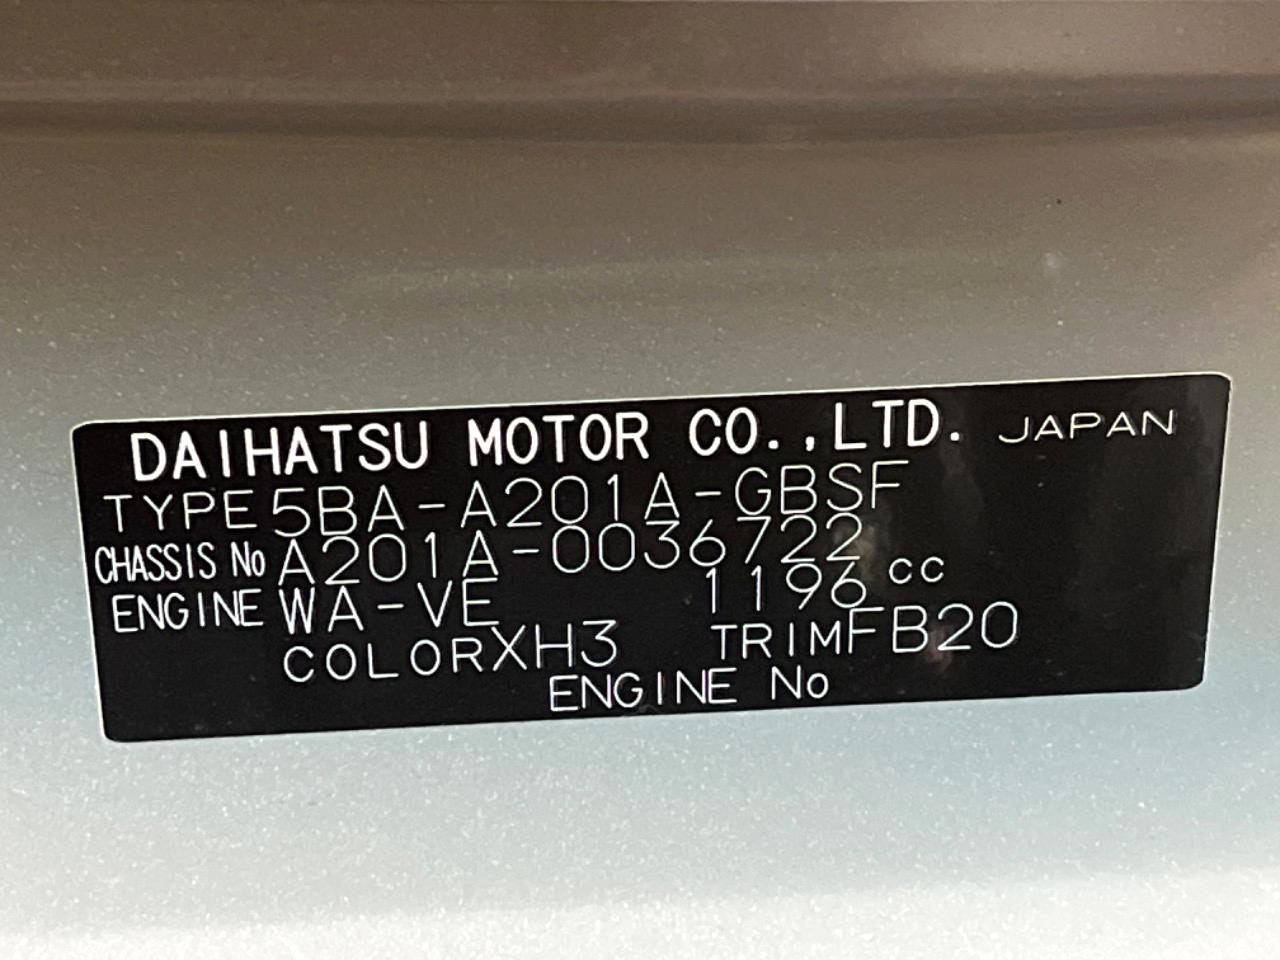 DAIHATSU MOTOR CO.,LTD. JAPAN
TYPE 5BA-A201A-GBSF
CHASSIS No A201A-0036722
ENGINE WA-VE 1196 cc
COLOR XH3 TRIM FB20
ENGINE No